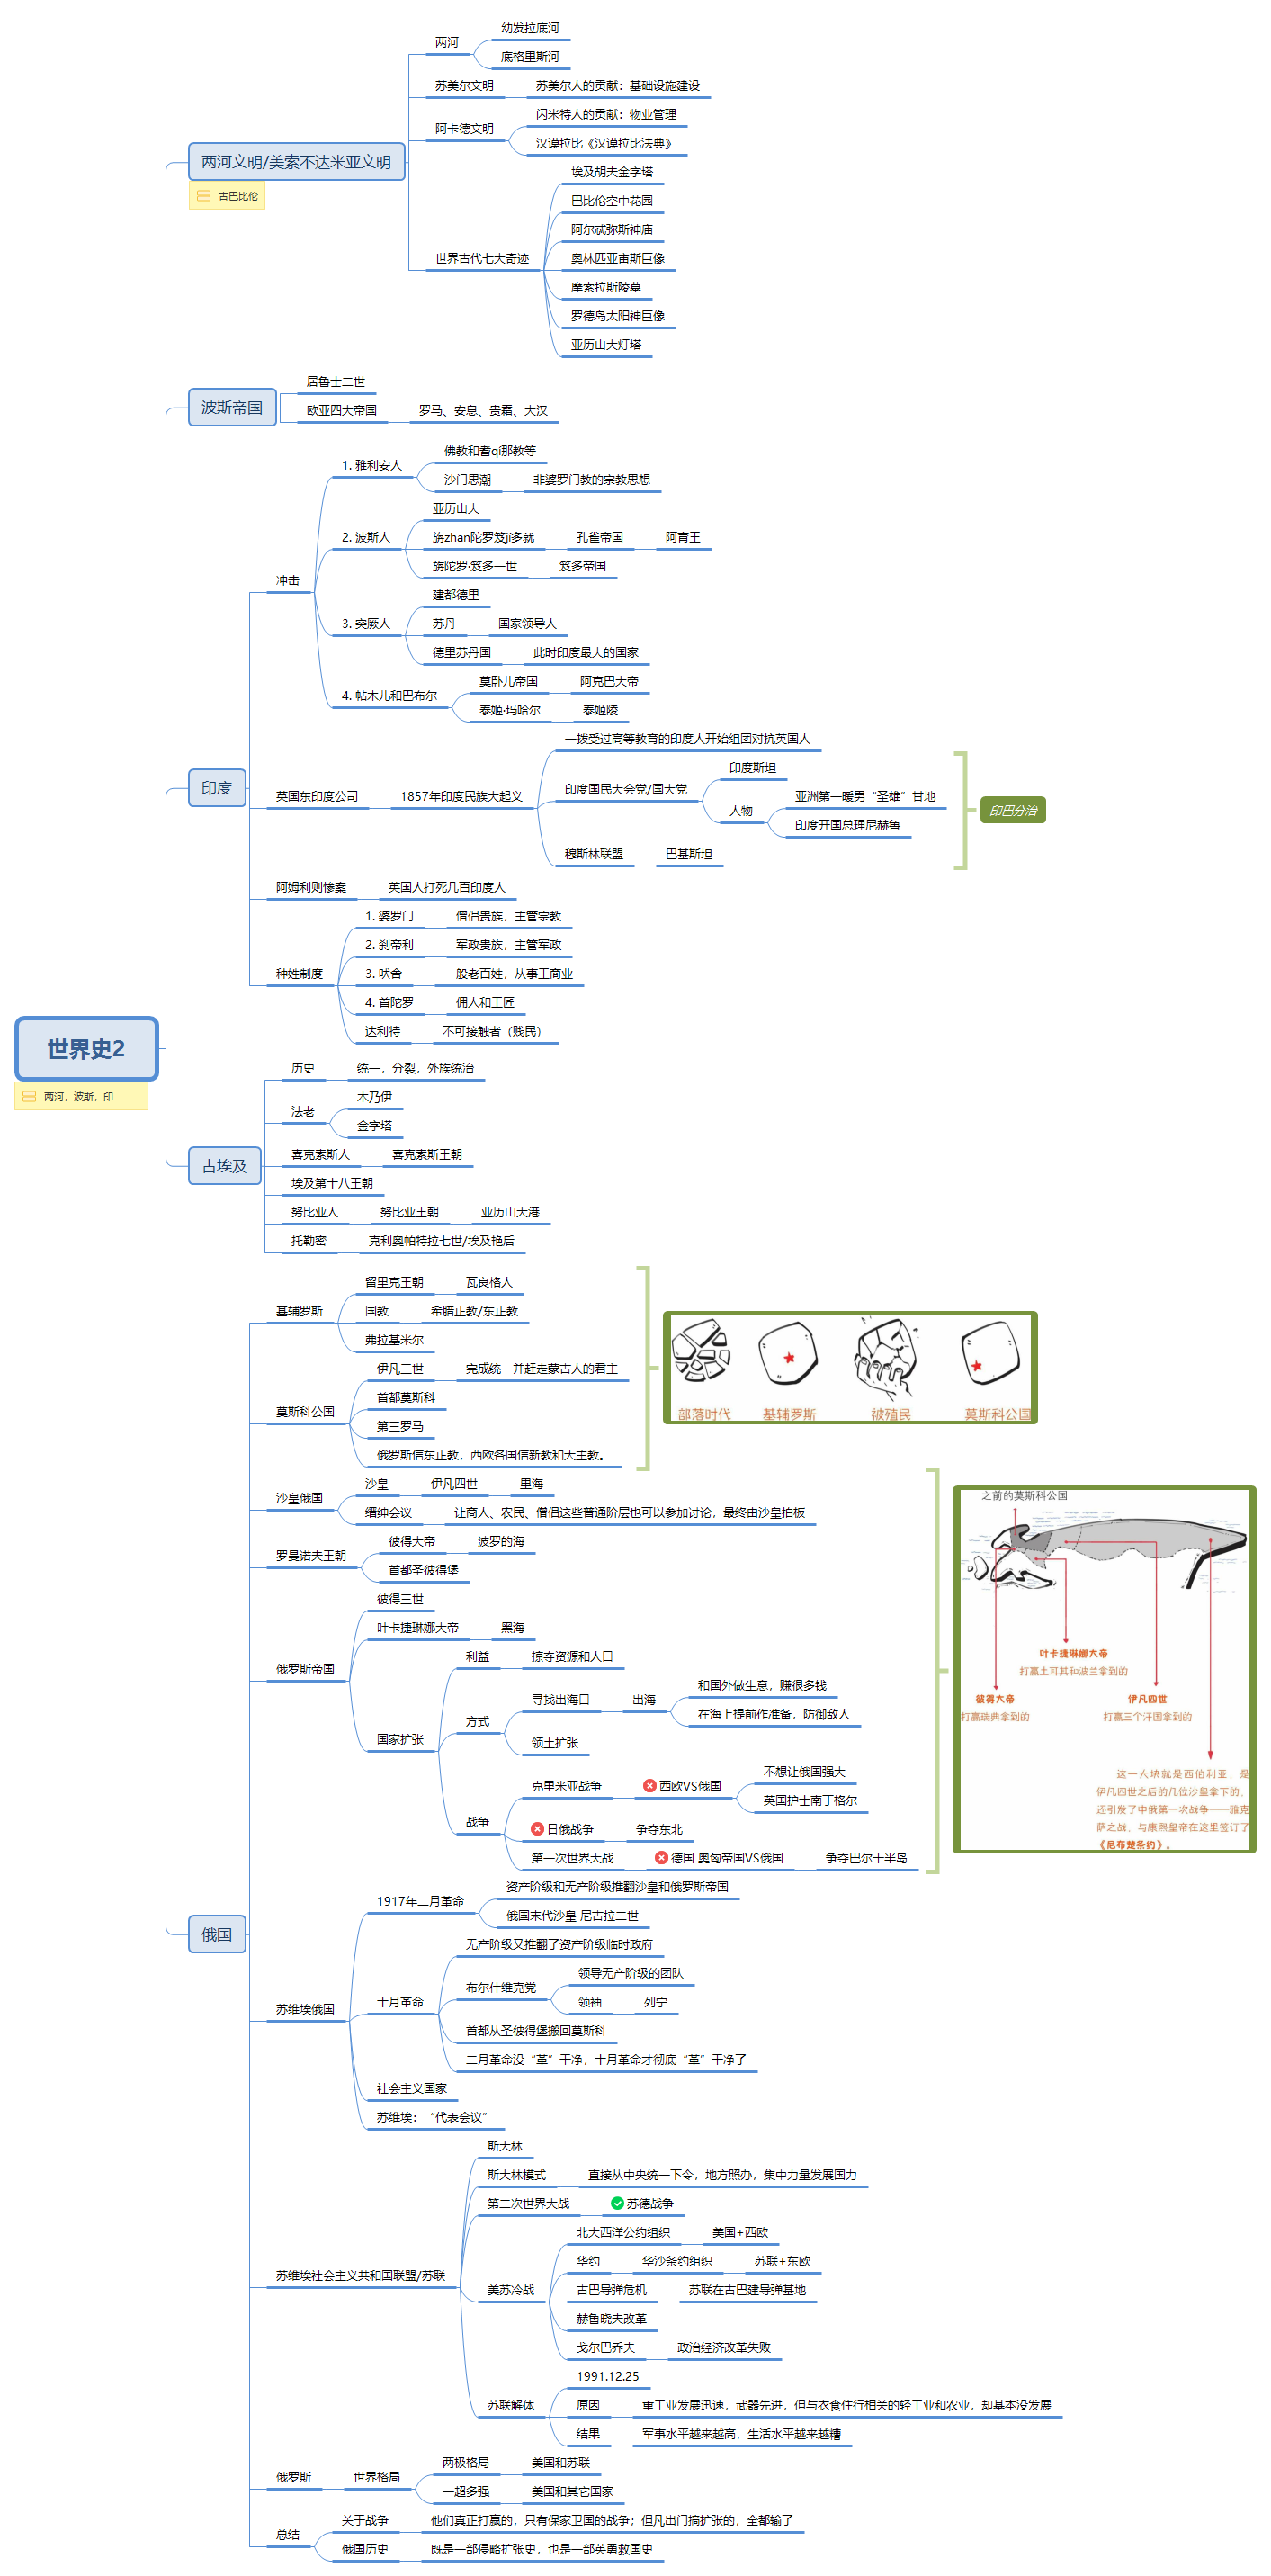 世界史2
两河，波斯，印...
两河文明/美索不达米亚文明
古巴比伦
两河
幼发拉底河
底格里斯河
苏美尔文明
苏美尔人的贡献：基础设施建设
阿卡德文明
闪米特人的贡献：物业管理
汉谟拉比《汉谟拉比法典》
世界古代七大奇迹
埃及胡夫金字塔
巴比伦空中花园
阿尔忒弥斯神庙
奥林匹亚宙斯巨像
摩索拉斯陵墓
罗德岛太阳神巨像
亚历山大灯塔
波斯帝国
居鲁士二世
欧亚四大帝国
罗马、安息、贵霜、大汉
印度
冲击
1. 雅利安人
佛教和耆qí那教等
沙门思潮
非婆罗门教的宗教思想
2. 波斯人
亚历山大
旃zhān陀罗笈jí多就
孔雀帝国
阿育王
旃陀罗·笈多一世
笈多帝国
3. 突厥人
建都德里
苏丹
国家领导人
德里苏丹国
此时印度最大的国家
4. 帖木儿和巴布尔
莫卧儿帝国
阿克巴大帝
泰姬·玛哈尔
泰姬陵
英国东印度公司
1857年印度民族大起义
一拨受过高等教育的印度人开始组团对抗英国人
印度国民大会党/国大党
印度斯坦
人物
亚洲第一暖男“圣雄”甘地
印度开国总理尼赫鲁
穆斯林联盟
巴基斯坦
印巴分治
阿姆利则惨案
英国人打死几百印度人
种姓制度
1. 婆罗门
僧侣贵族，主管宗教
2. 刹帝利
军政贵族，主管军政
3. 吠舍
一般老百姓，从事工商业
4. 首陀罗
佣人和工匠
达利特
不可接触者（贱民）
古埃及
历史
统一，分裂，外族统治
法老
木乃伊
金字塔
喜克索斯人
喜克索斯王朝
埃及第十八王朝
努比亚人
努比亚王朝
亚历山大港
托勒密
克利奥帕特拉七世/埃及艳后
俄国
基辅罗斯
留里克王朝
瓦良格人
国教
希腊正教/东正教
弗拉基米尔
莫斯科公国
伊凡三世
完成统一并赶走蒙古人的君主
首都莫斯科
第三罗马
俄罗斯信东正教，西欧各国信新教和天主教。
部落时代
基辅罗斯
被殖民
莫斯科公国
沙皇俄国
沙皇
伊凡四世
里海
缙绅会议
让商人、农民、僧侣这些普通阶层也可以参加讨论，最终由沙皇拍板
罗曼诺夫王朝
彼得大帝
波罗的海
首都圣彼得堡
俄罗斯帝国
彼得三世
叶卡捷琳娜大帝
黑海
国家扩张
利益
掠夺资源和人口
方式
寻找出海口
出海
和国外做生意，赚很多钱
在海上提前作准备，防御敌人
领土扩张
战争
克里米亚战争
西欧VS俄国
不想让俄国强大
英国护士南丁格尔
日俄战争
争夺东北
第一次世界大战
德国 奥匈帝国VS俄国
争夺巴尔干半岛
之前的莫斯科公国
叶卡捷琳娜大帝
打赢土耳其和波兰拿到的
彼得大帝
打赢瑞典拿到的
伊凡四世
打赢三个汗国拿到的
这一大块就是西伯利亚，是
伊凡四世之后的几位沙皇拿下的，
还引发了中俄第一次战争——雅克
萨之战，与康熙皇帝在这里签订了
《尼布楚条约》。
苏维埃俄国
1917年二月革命
资产阶级和无产阶级推翻沙皇和俄罗斯帝国
俄国末代沙皇 尼古拉二世
十月革命
无产阶级又推翻了资产阶级临时政府
布尔什维克党
领导无产阶级的团队
领袖
列宁
首都从圣彼得堡搬回莫斯科
二月革命没“革”干净，十月革命才彻底“革”干净了
社会主义国家
苏维埃：“代表会议”
苏维埃社会主义共和国联盟/苏联
斯大林
斯大林模式
直接从中央统一下令，地方照办，集中力量发展国力
第二次世界大战
苏德战争
美苏冷战
北大西洋公约组织
美国+西欧
华约
华沙条约组织
苏联+东欧
古巴导弹危机
苏联在古巴建导弹基地
赫鲁晓夫改革
戈尔巴乔夫
政治经济改革失败
苏联解体
1991.12.25
原因
重工业发展迅速，武器先进，但与衣食住行相关的轻工业和农业，却基本没发展
结果
军事水平越来越高，生活水平越来越糟
俄罗斯
世界格局
两极格局
美国和苏联
一超多强
美国和其它国家
总结
关于战争
他们真正打赢的，只有保家卫国的战争；但凡出门搞扩张的，全都输了
俄国历史
既是一部侵略扩张史，也是一部英勇救国史